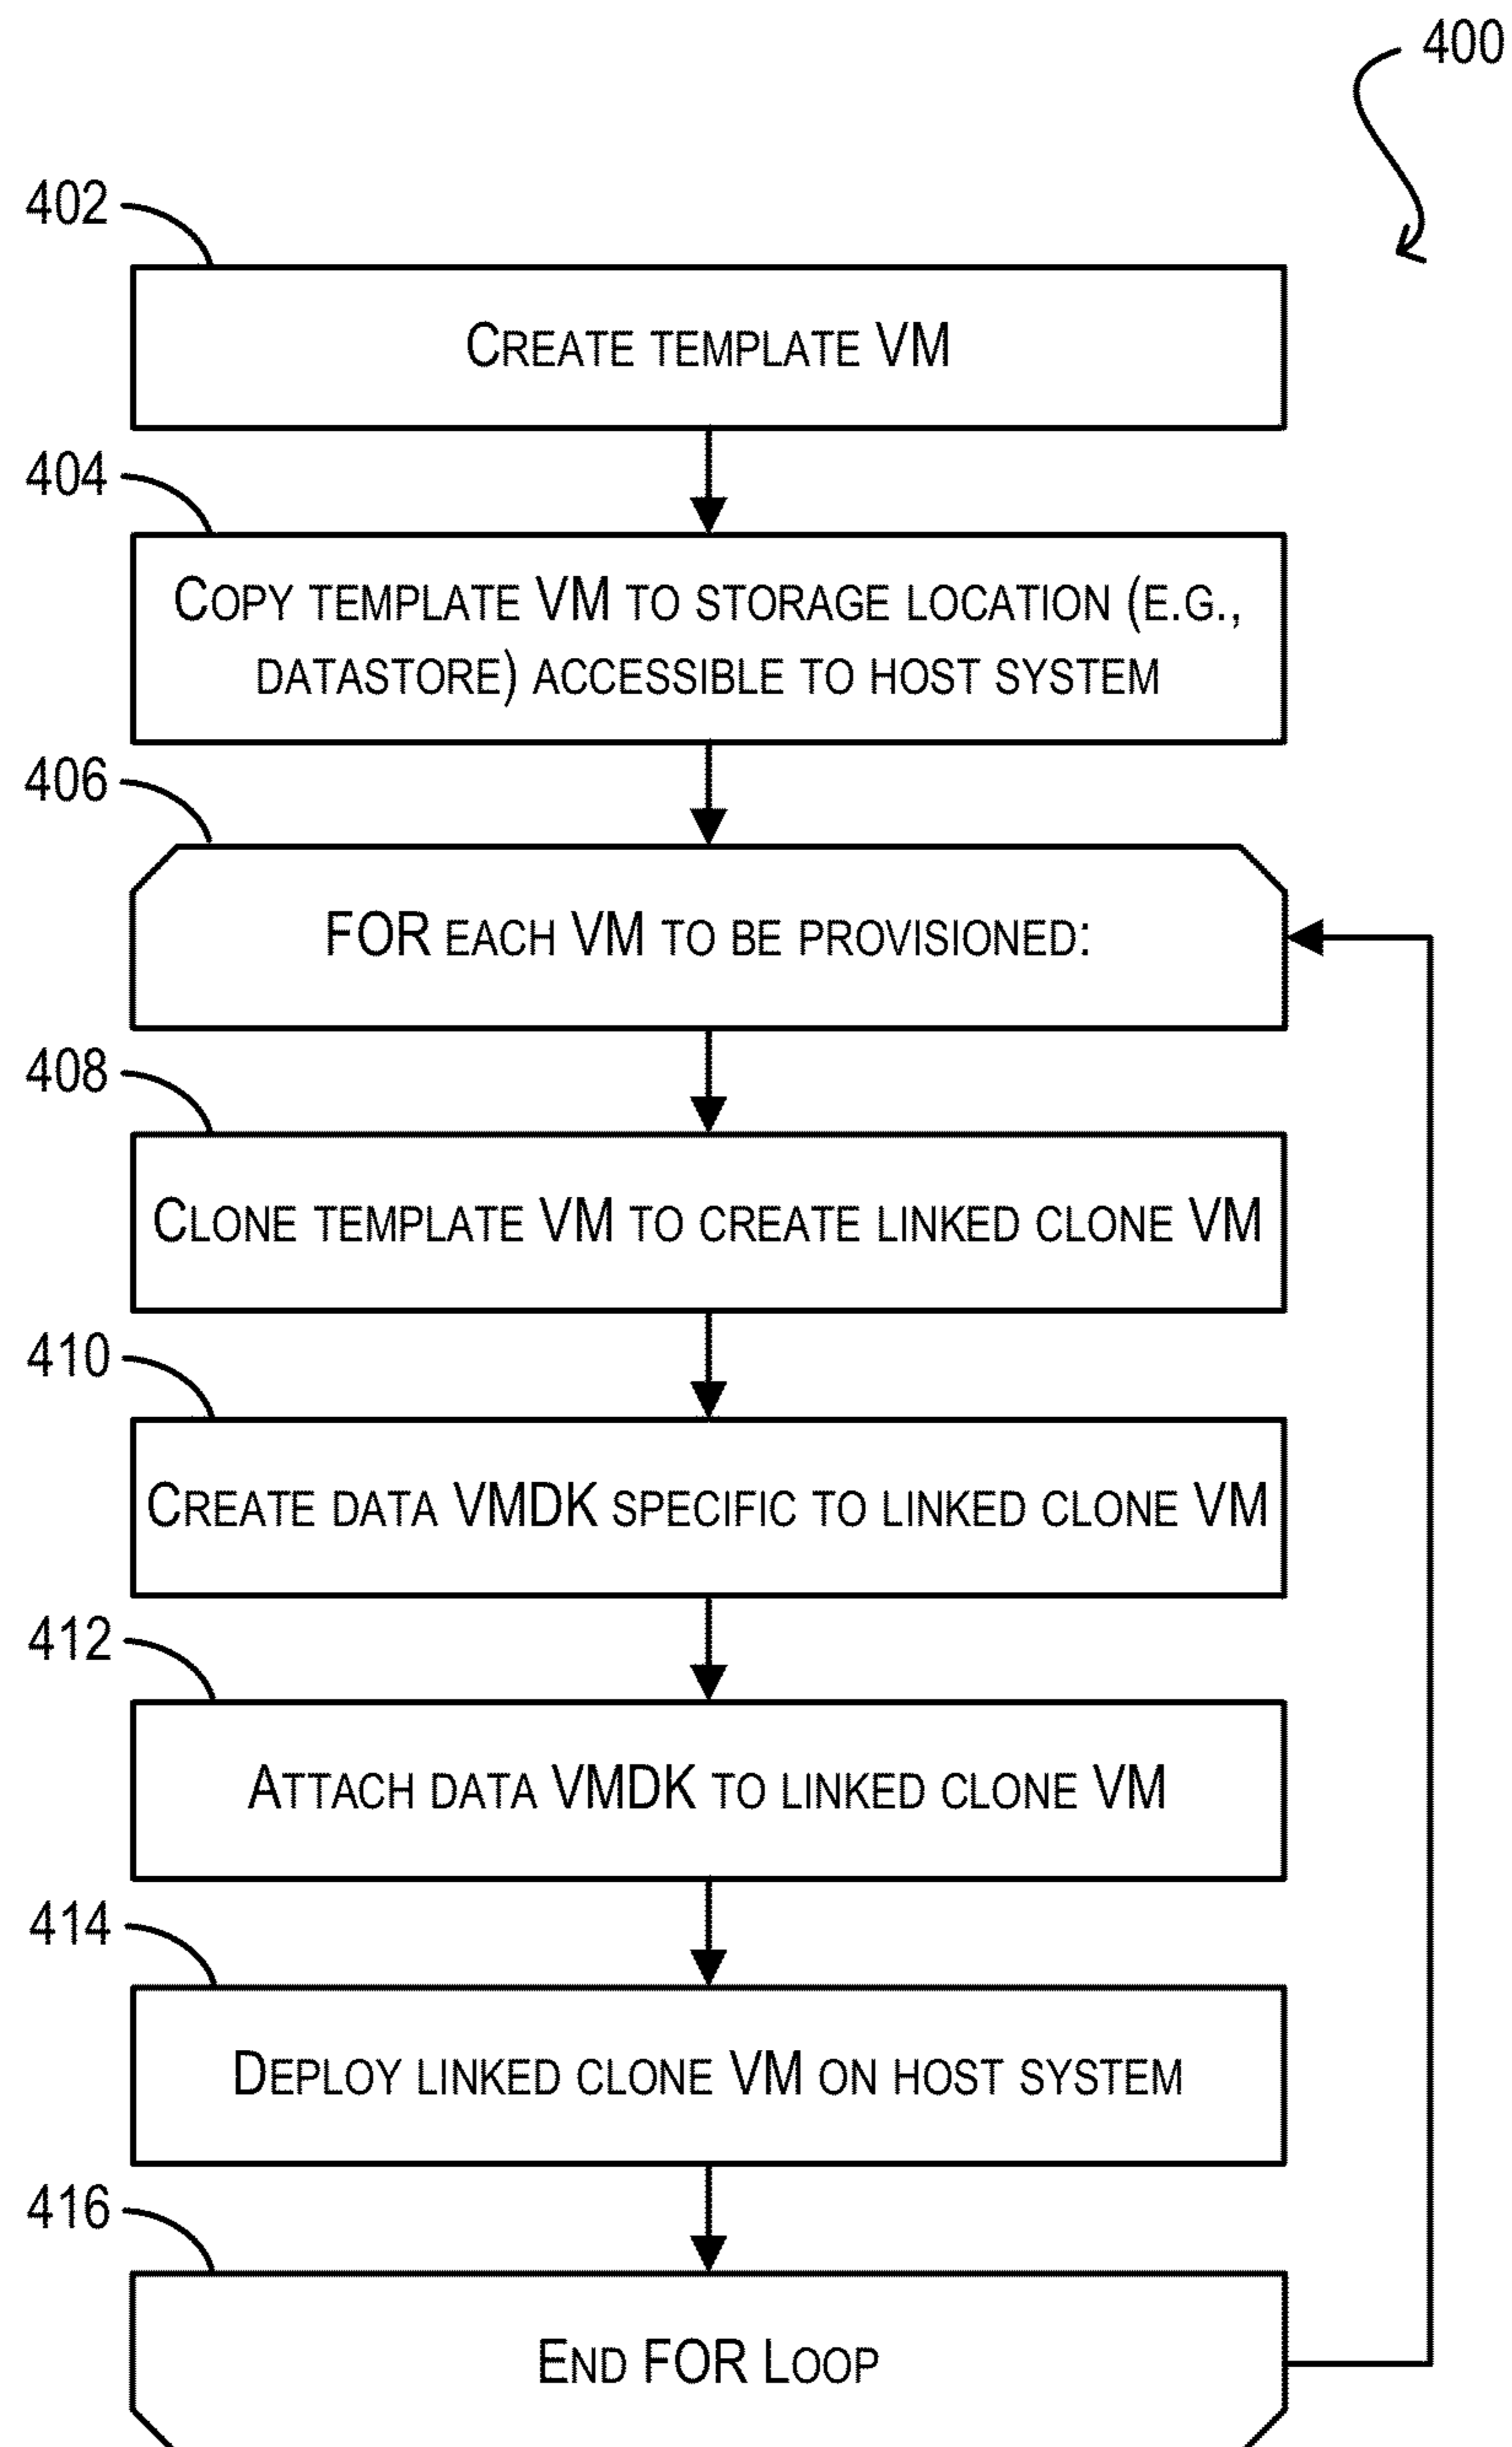 400
402
CREATE TEMPLATE VM
404
COPY TEMPLATE VM TO STORAGE LOCATION (E.G.,
DATASTORE) ACCESSIBLE TO HOST SYSTEM
406
FOR EACH VM TO BE PROVISIONED:
408
CLONE TEMPLATE VM TO CREATE LINKED CLONE VM
410
CREATE DATA VMDK SPECIFIC TO LINKED CLONE VM
412
ATTACH DATA VMDK TO LINKED CLONE VM
414
DEPLOY LINKED CLONE VM ON HOST SYSTEM
416
END FOR LOOP